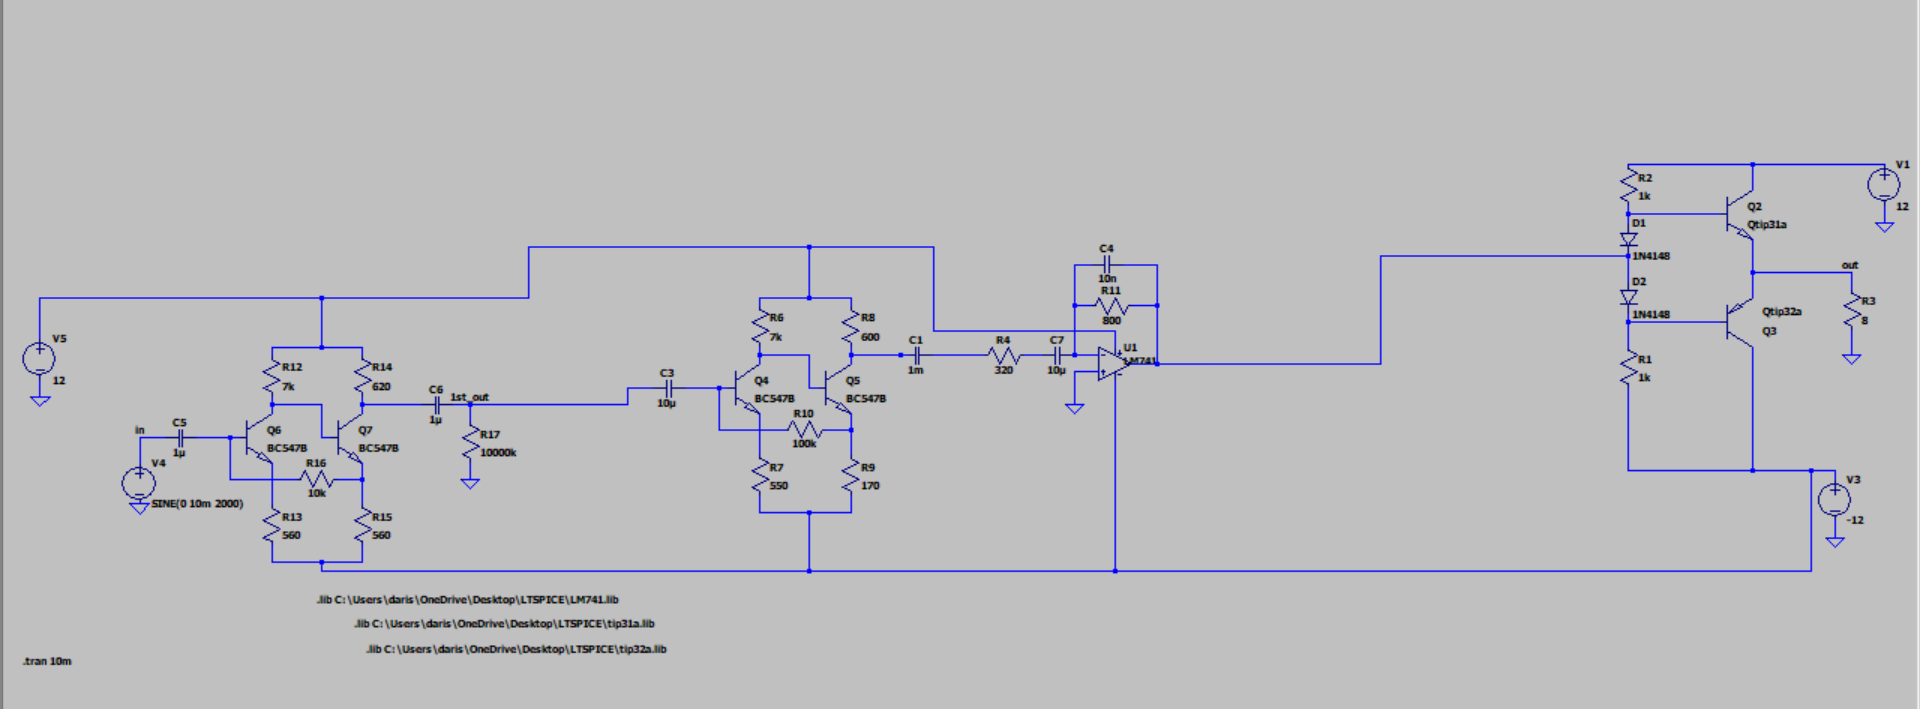 V1
12
R2
1k
Q2
Qtip31a
D1
1N4148
out
D2
1N4148
Qtip32a
Q3
R3
8
R1
1k
V3
-12
C4
10n
R11
800
U1
LM741
C1
1m
R4
320
C7
10µ
R6
7k
R8
600
C3
10µ
Q4
BC547B
Q5
BC547B
R10
100k
R7
550
R9
170
V5
12
R12
7k
R14
620
C6
1µ
1st_out
R17
10000k
C5
1µ
in
Q6
BC547B
Q7
BC547B
R16
10k
V4
SINE(0 10m 2000)
R13
560
R15
560
.lib C:\Users\daris\OneDrive\Desktop\LTSPICE\LM741.lib
.lib C:\Users\daris\OneDrive\Desktop\LTSPICE\tip31a.lib
.lib C:\Users\daris\OneDrive\Desktop\LTSPICE\tip32a.lib
.tran 10m